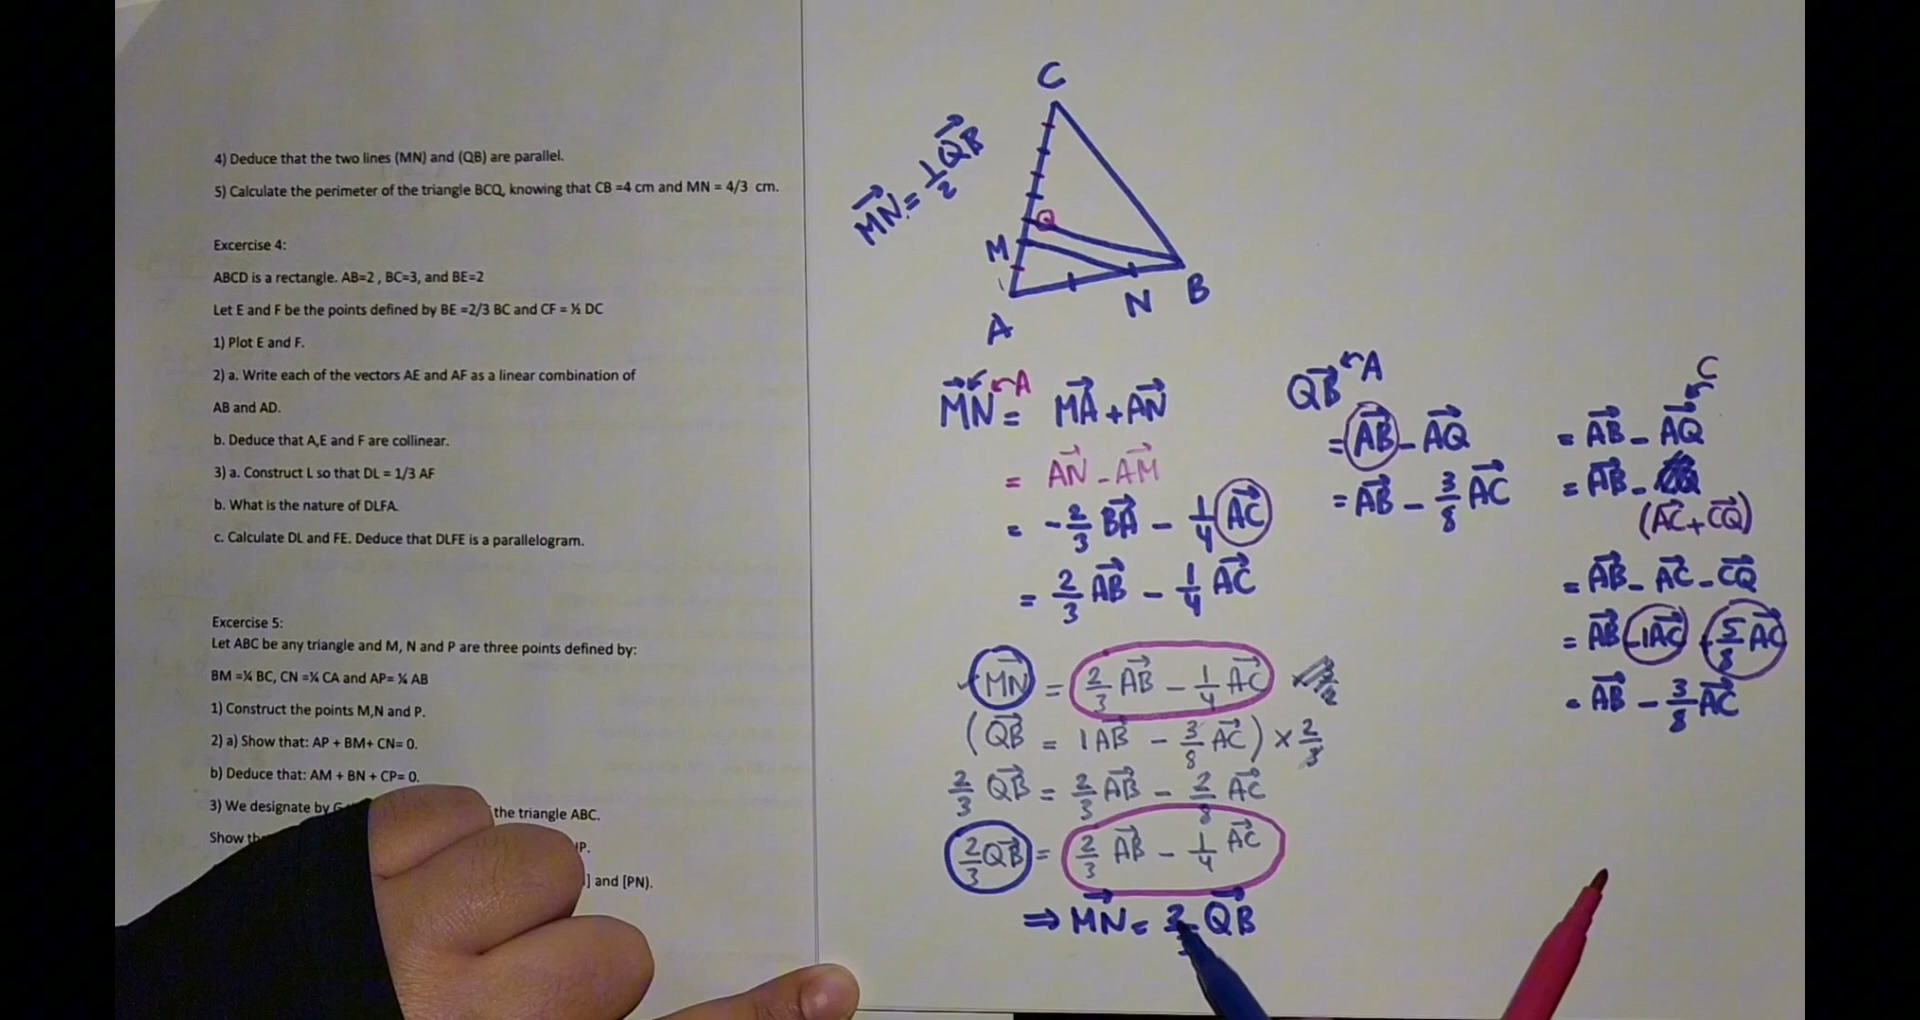 4) Deduce that the two lines (MN) and (QB) are parallel.
5) Calculate the perimeter of the triangle BCQ, knowing that CB =4 cm and MN = 4/3 cm.
Excercise 4:
ABCD is a rectangle. AB=2 , BC=3, and BE=2
Let E and F be the points defined by BE =2/3 BC and CF = ½ DC
1) Plot E and F.
2) a. Write each of the vectors AE and AF as a linear combination of
AB and AD.
b. Deduce that A,E and F are collinear.
3) a. Construct L so that DL = 1/3 AF
b. What is the nature of DLFA.
c. Calculate DL and FE. Deduce that DLFE is a parallelogram.
Excercise 5:
Let ABC be any triangle and M, N and P are three points defined by:
BM =¼ BC, CN =¼ CA and AP= ¼ AB
1) Construct the points M,N and P.
2) a) Show that: AP + BM+ CN= 0.
b) Deduce that: AM + BN + CP= 0.
3) We designate by G the triangle ABC.
Show
IP.
] and [PN).
C
MN = 1/2 QB
Q
M
A
N B
MN A = MA + AN
= AN - AM
= - 2/3 BA - 1/4 AC
= 2/3 AB - 1/4 AC
MN = 2/3 AB - 1/4 AC
(QB = 1AB - 3/8 AC) × 2/3
2/3 QB = 2/3 AB - 2/8 AC
2/3 QB = 2/3 AB - 1/4 AC
⇒ MN = QB
QB A
= AB - AQ
= AB - 3/8 AC
C
= AB - AQ
= AB -
(AC + CQ)
= AB - AC - CQ
= AB - 1AC + 5/8 AC
= AB - 3/8 AC